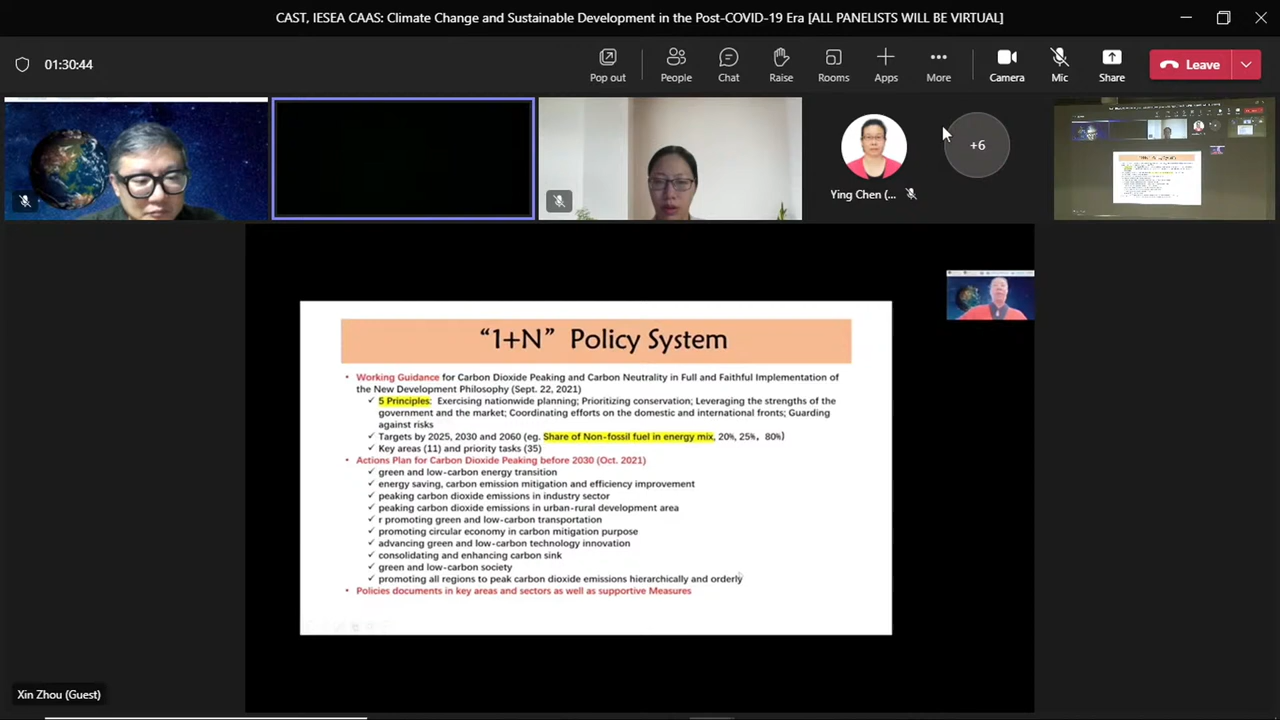 CAST, IESEA CAAS: Climate Change and Sustainable Development in the Post-COVID-19 Era [ALL PANELISTS WILL BE VIRTUAL]
01:30:44
Pop out
People
Chat
Raise
Rooms
Apps
More
Camera
Mic
Share
Leave
Ying Chen (...
+6
“1+N” Policy System
• Working Guidance for Carbon Dioxide Peaking and Carbon Neutrality in Full and Faithful Implementation of
the New Development Philosophy (Sept. 22, 2021)
✓ 5 Principles: Exercising nationwide planning; Prioritizing conservation; Leveraging the strengths of the
government and the market; Coordinating efforts on the domestic and international fronts; Guarding
against risks
✓ Targets by 2025, 2030 and 2060 (eg. Share of Non-fossil fuel in energy mix, 20%, 25%, 80%)
✓ Key areas (11) and priority tasks (35)
• Actions Plan for Carbon Dioxide Peaking before 2030 (Oct. 2021)
✓ green and low-carbon energy transition
✓ energy saving, carbon emission mitigation and efficiency improvement
✓ peaking carbon dioxide emissions in industry sector
✓ peaking carbon dioxide emissions in urban-rural development area
✓ r promoting green and low-carbon transportation
✓ promoting circular economy in carbon mitigation purpose
✓ advancing green and low-carbon technology innovation
✓ consolidating and enhancing carbon sink
✓ green and low-carbon society
✓ promoting all regions to peak carbon dioxide emissions hierarchically and orderly
• Policies documents in key areas and sectors as well as supportive Measures
Xin Zhou (Guest)